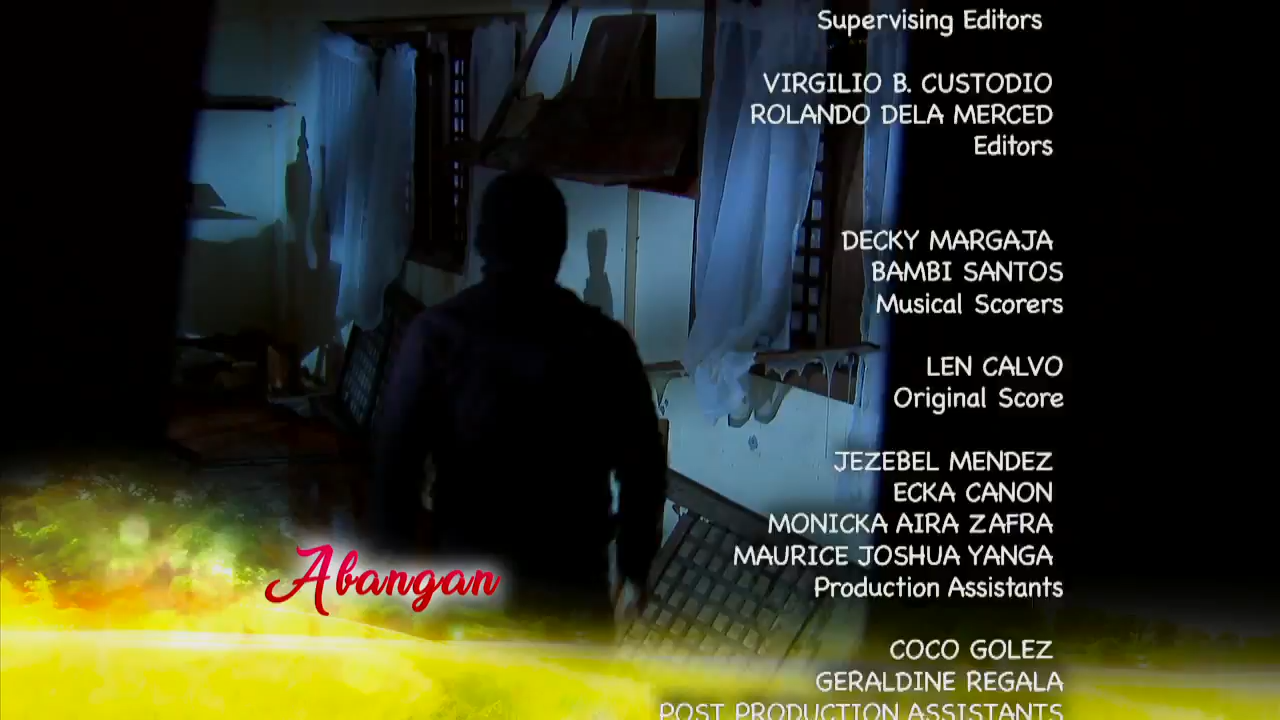 Supervising Editors
VIRGILIO B. CUSTODIO
ROLANDO DELA MERCED
Editors
DECKY MARGAJA
BAMBI SANTOS
Musical Scorers
LEN CALVO
Original Score
JEZEBEL MENDEZ
ECKA CANON
MONICKA AIRA ZAFRA
MAURICE JOSHUA YANGA
Production Assistants
Abangan
COCO GOLEZ
GERALDINE REGALA
POST PRODUCTION ASSISTANTS